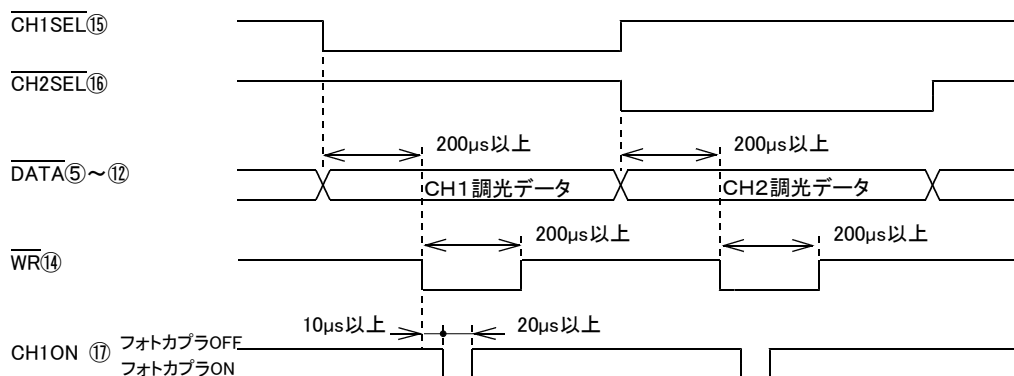 CH1SEL⑮
CH2SEL⑯
200μs以上 200μs以上
DATA⑤～⑫ CH1調光データ CH2調光データ
200μs以上 200μs以上
WR⑭
10μs以上 20μs以上
CH1ON ⑰ フォトカプラOFF
フォトカプラON